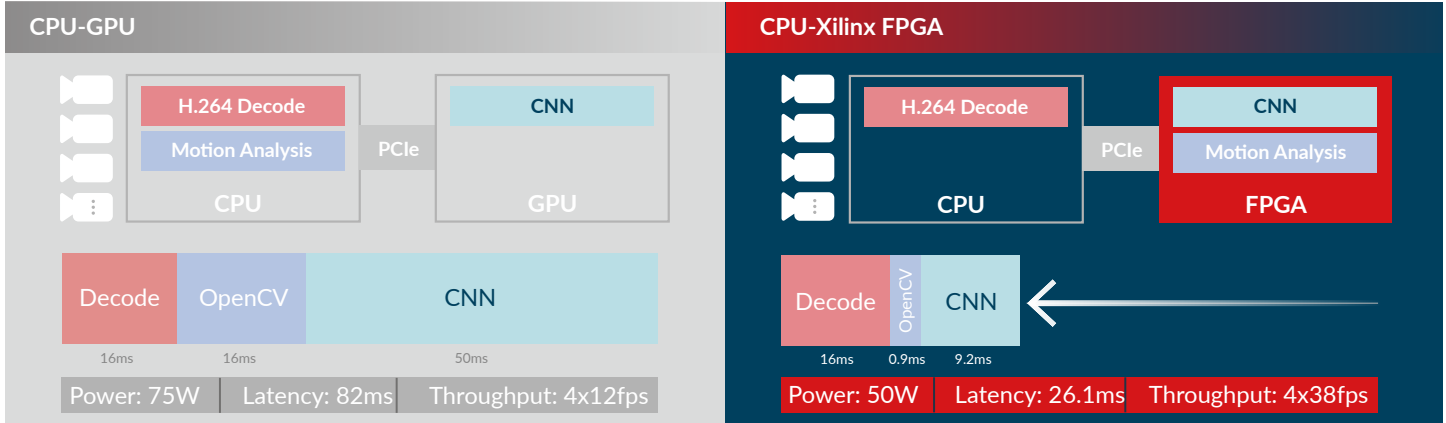 CPU-GPU
H.264 Decode
Motion Analysis
CPU
PCIe
CNN
GPU
Decode
OpenCV
CNN
16ms
16ms
50ms
Power: 75W
Latency: 82ms
Throughput: 4x12fps
CPU-Xilinx FPGA
H.264 Decode
CPU
PCIe
CNN
Motion Analysis
FPGA
Decode
OpenCV
CNN
16ms
0.9ms
9.2ms
Power: 50W
Latency: 26.1ms
Throughput: 4x38fps